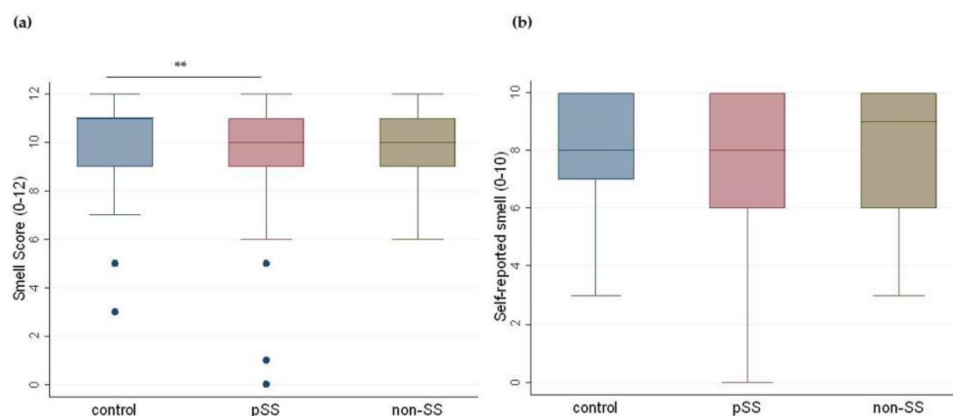 (a)
**
Smell Score (0-12)
12
10
8
6
4
2
0
control pSS non-SS
(b)
Self-reported smell (0-10)
10
8
6
4
2
0
control pSS non-SS